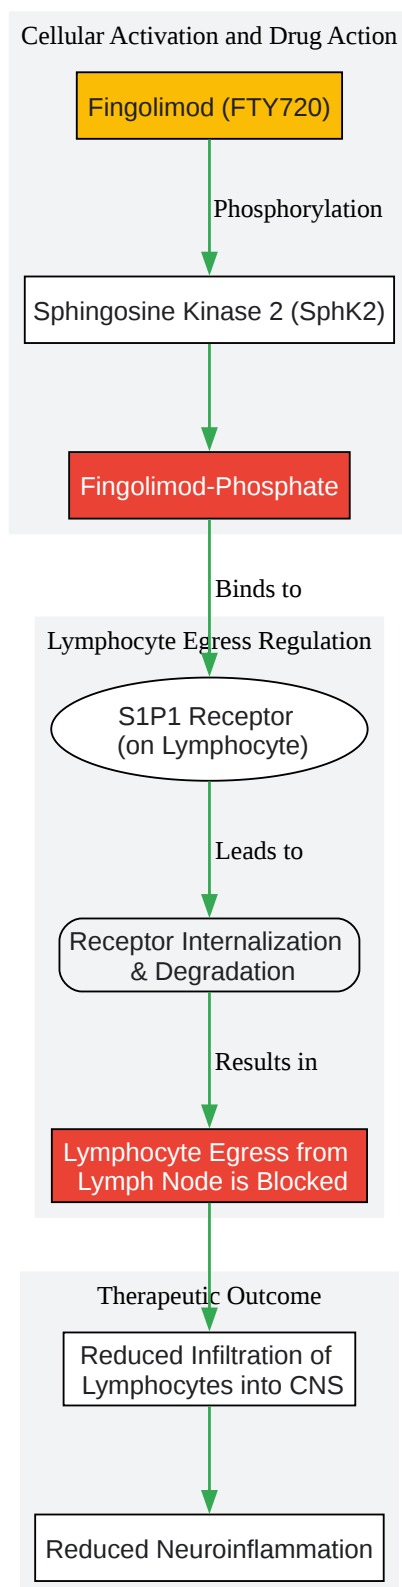 Cellular Activation and Drug Action
Fingolimod (FTY720)
Phosphorylation
Sphingosine Kinase 2 (SphK2)
Fingolimod-Phosphate
Binds to
Lymphocyte Egress Regulation
S1P1 Receptor
(on Lymphocyte)
Leads to
Receptor Internalization
& Degradation
Results in
Lymphocyte Egress from
Lymph Node is Blocked
Therapeutic Outcome
Reduced Infiltration of
Lymphocytes into CNS
Reduced Neuroinflammation